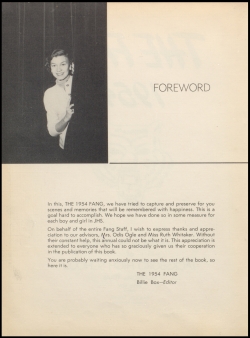 FOREWORD
In this, THE 1954 FANG, we have tried to capture and preserve for you
scenes and memories that will be remembered with happiness. This is a
goal hard to accomplish. We hope we have done so in some measure for
each boy and girl in JHS.
On behalf of the entire Fang Staff, I wish to express thanks and appre-
ciation to our advisors, Mrs. Odis Ogle and Miss Ruth Whitaker. Without
their constant help, this annual could not be what it is. This appreciation is
extended to everyone who has so graciously given us their cooperation
in the publication of this book.
You are probably waiting anxiously now to see the rest of the book, so
here it is.
THE 1954 FANG
Billie Box—Editor